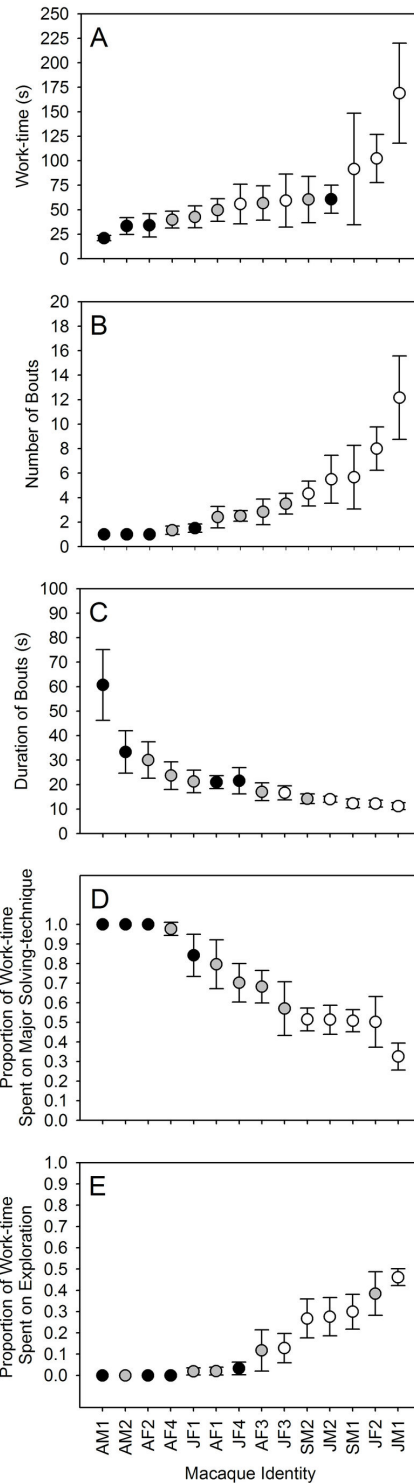 A
Work-time (s)
250
225
200
175
150
125
100
75
50
25
0
B
Number of Bouts
20
18
16
14
12
10
8
6
4
2
0
C
Duration of Bouts (s)
100
90
80
70
60
50
40
30
20
10
0
D
Proportion of Work-time
Spent on Major Solving-technique
1.0
0.9
0.8
0.7
0.6
0.5
0.4
0.3
0.2
0.1
0.0
E
Proportion of Work-time
Spent on Exploration
1.0
0.9
0.8
0.7
0.6
0.5
0.4
0.3
0.2
0.1
0.0
AM1
AM2
AF2
AF4
JF1
AF1
JF4
AF3
JF3
SM2
JM2
SM1
JF2
JM1
Macaque Identity